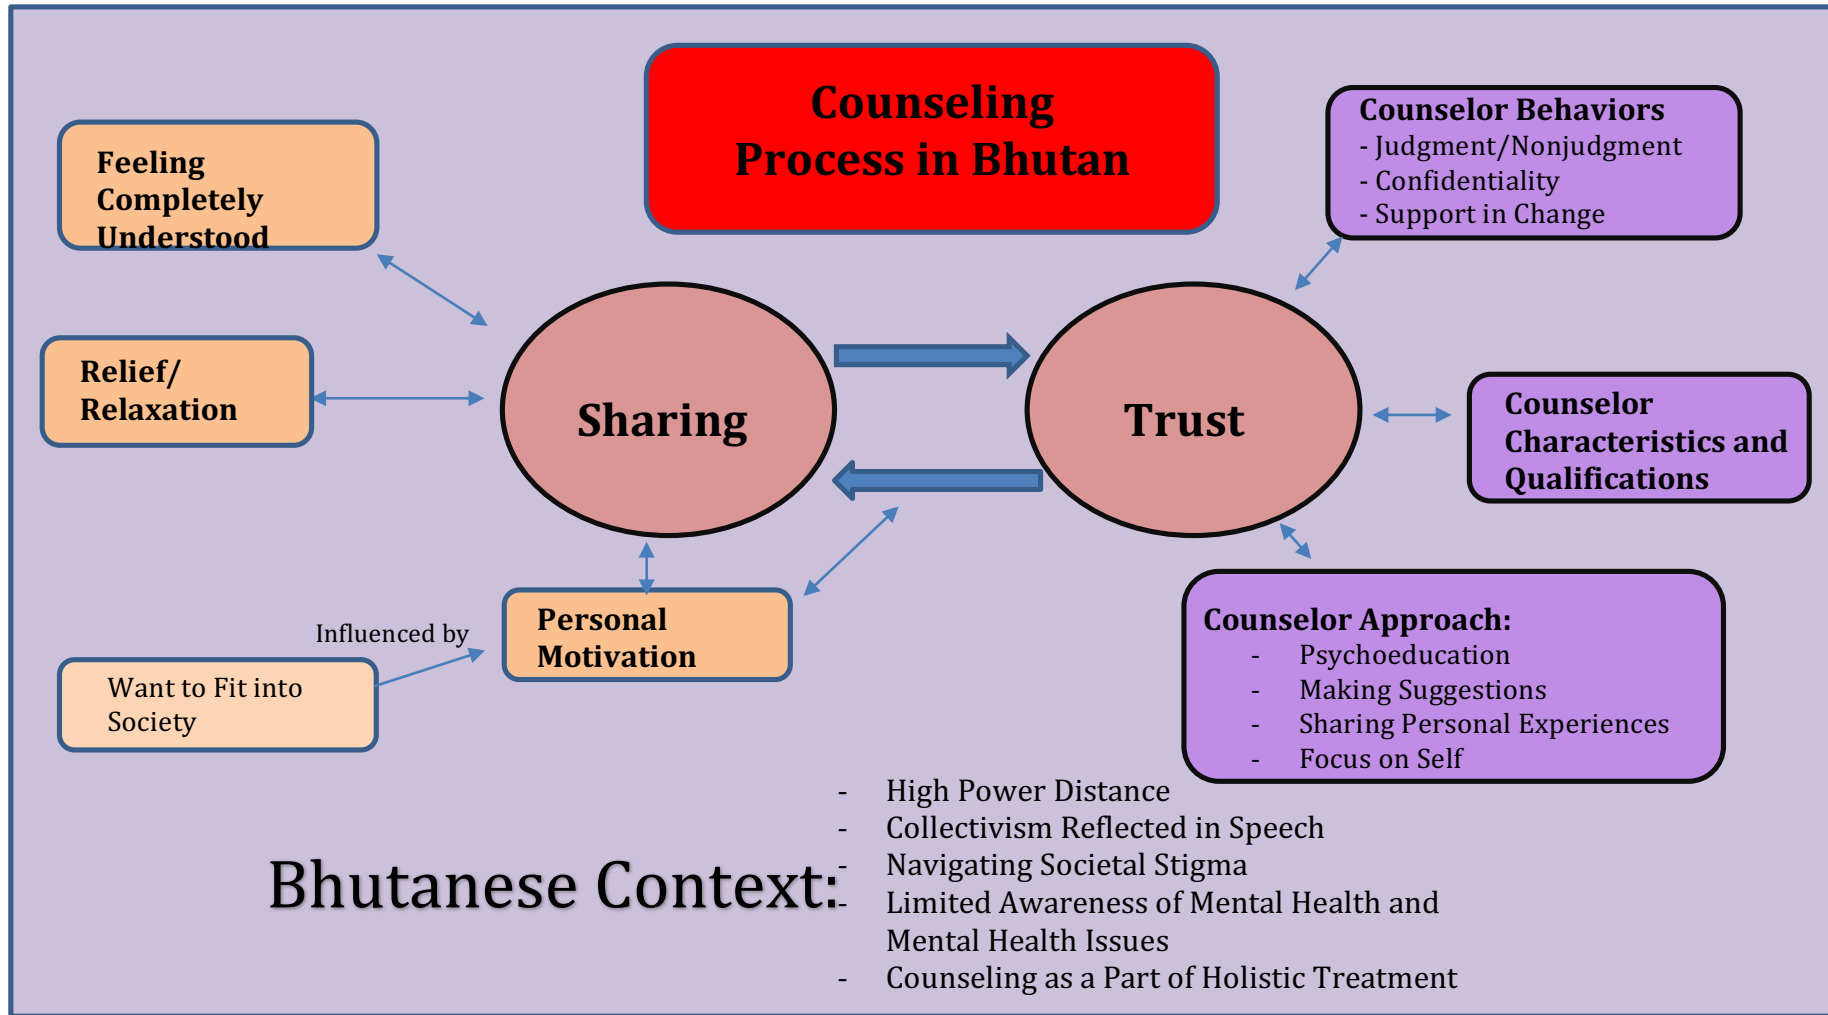 Counseling
Process in Bhutan
Feeling
Completely
Understood
Relief/
Relaxation
Sharing
Trust
Counselor Behaviors
- Judgment/Nonjudgment
- Confidentiality
- Support in Change
Counselor
Characteristics and
Qualifications
Personal
Motivation
Influenced by
Want to Fit into
Society
Counselor Approach:
- Psychoeducation
- Making Suggestions
- Sharing Personal Experiences
- Focus on Self
Bhutanese Context:
- High Power Distance
- Collectivism Reflected in Speech
- Navigating Societal Stigma
- Limited Awareness of Mental Health and
Mental Health Issues
- Counseling as a Part of Holistic Treatment